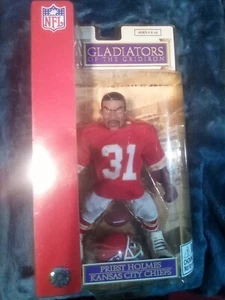 NFL
GLADIATORS
OF THE GRIDIRON
31
PRIEST HOLMES
KANSAS CITY CHIEFS